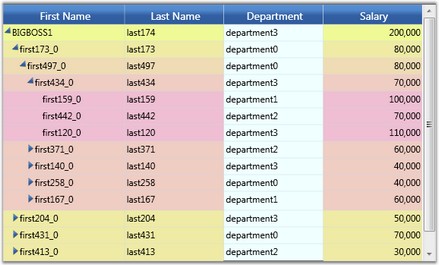 First Name Last Name Department Salary
BIGBOSS1 last174 department3 200,000
first173_0 last173 department0 80,000
first497_0 last497 department0 80,000
first434_0 last434 department3 70,000
first159_0 last159 department1 100,000
first442_0 last442 department2 70,000
first120_0 last120 department3 110,000
first371_0 last371 department2 60,000
first140_0 last140 department3 40,000
first258_0 last258 department0 40,000
first167_0 last167 department1 60,000
first204_0 last204 department3 50,000
first431_0 last431 department0 70,000
first413_0 last413 department2 30,000